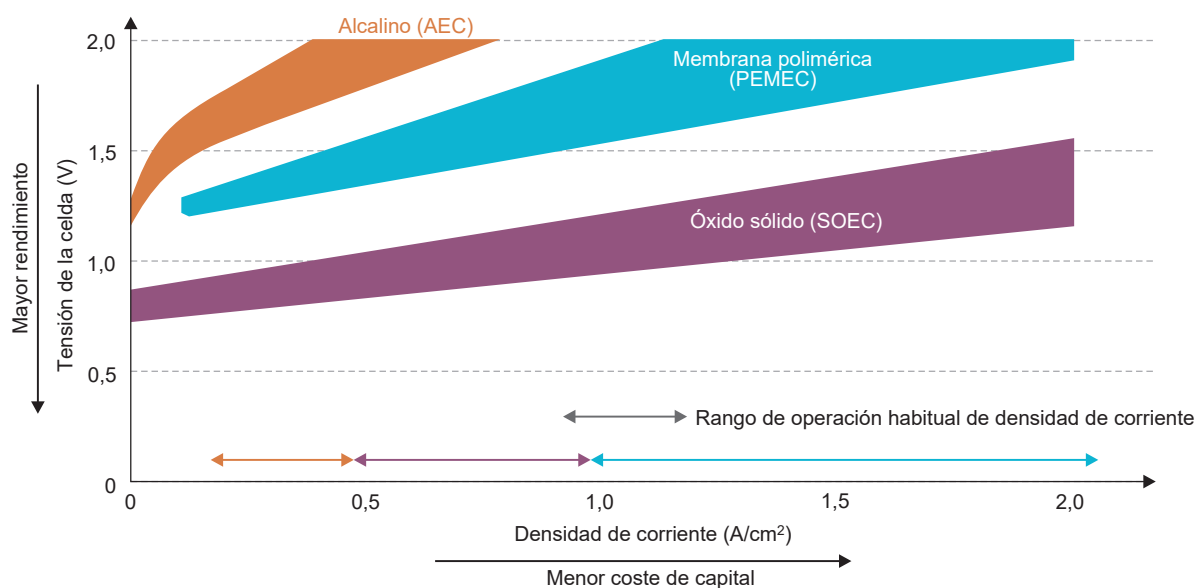 Alcalino (AEC)
2,0
Membrana polimérica
(PEMEC)
1,5
Óxido sólido (SOEC)
1,0
0,5
0
Mayor rendimiento
Tensión de la celda (V)
Rango de operación habitual de densidad de corriente
0
0,5
1,0
1,5
2,0
Densidad de corriente (A/cm²)
Menor coste de capital